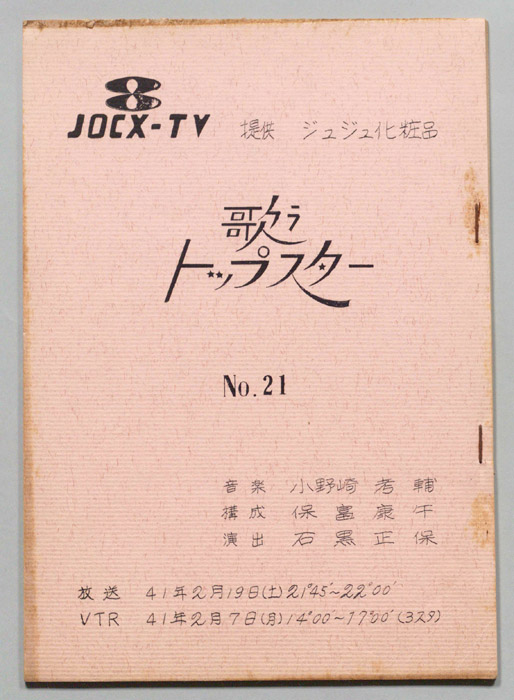 JOCX-TV 提供 ジュジュ化粧品
歌う
トップスター
No.21
音楽 小野崎孝輔
構成 保富康午
演出 石黒正保
放送 41年2月19日(土)21°45′~22°00′
VTR 41年2月7日(月)14°00′~17°00′(3スタ)